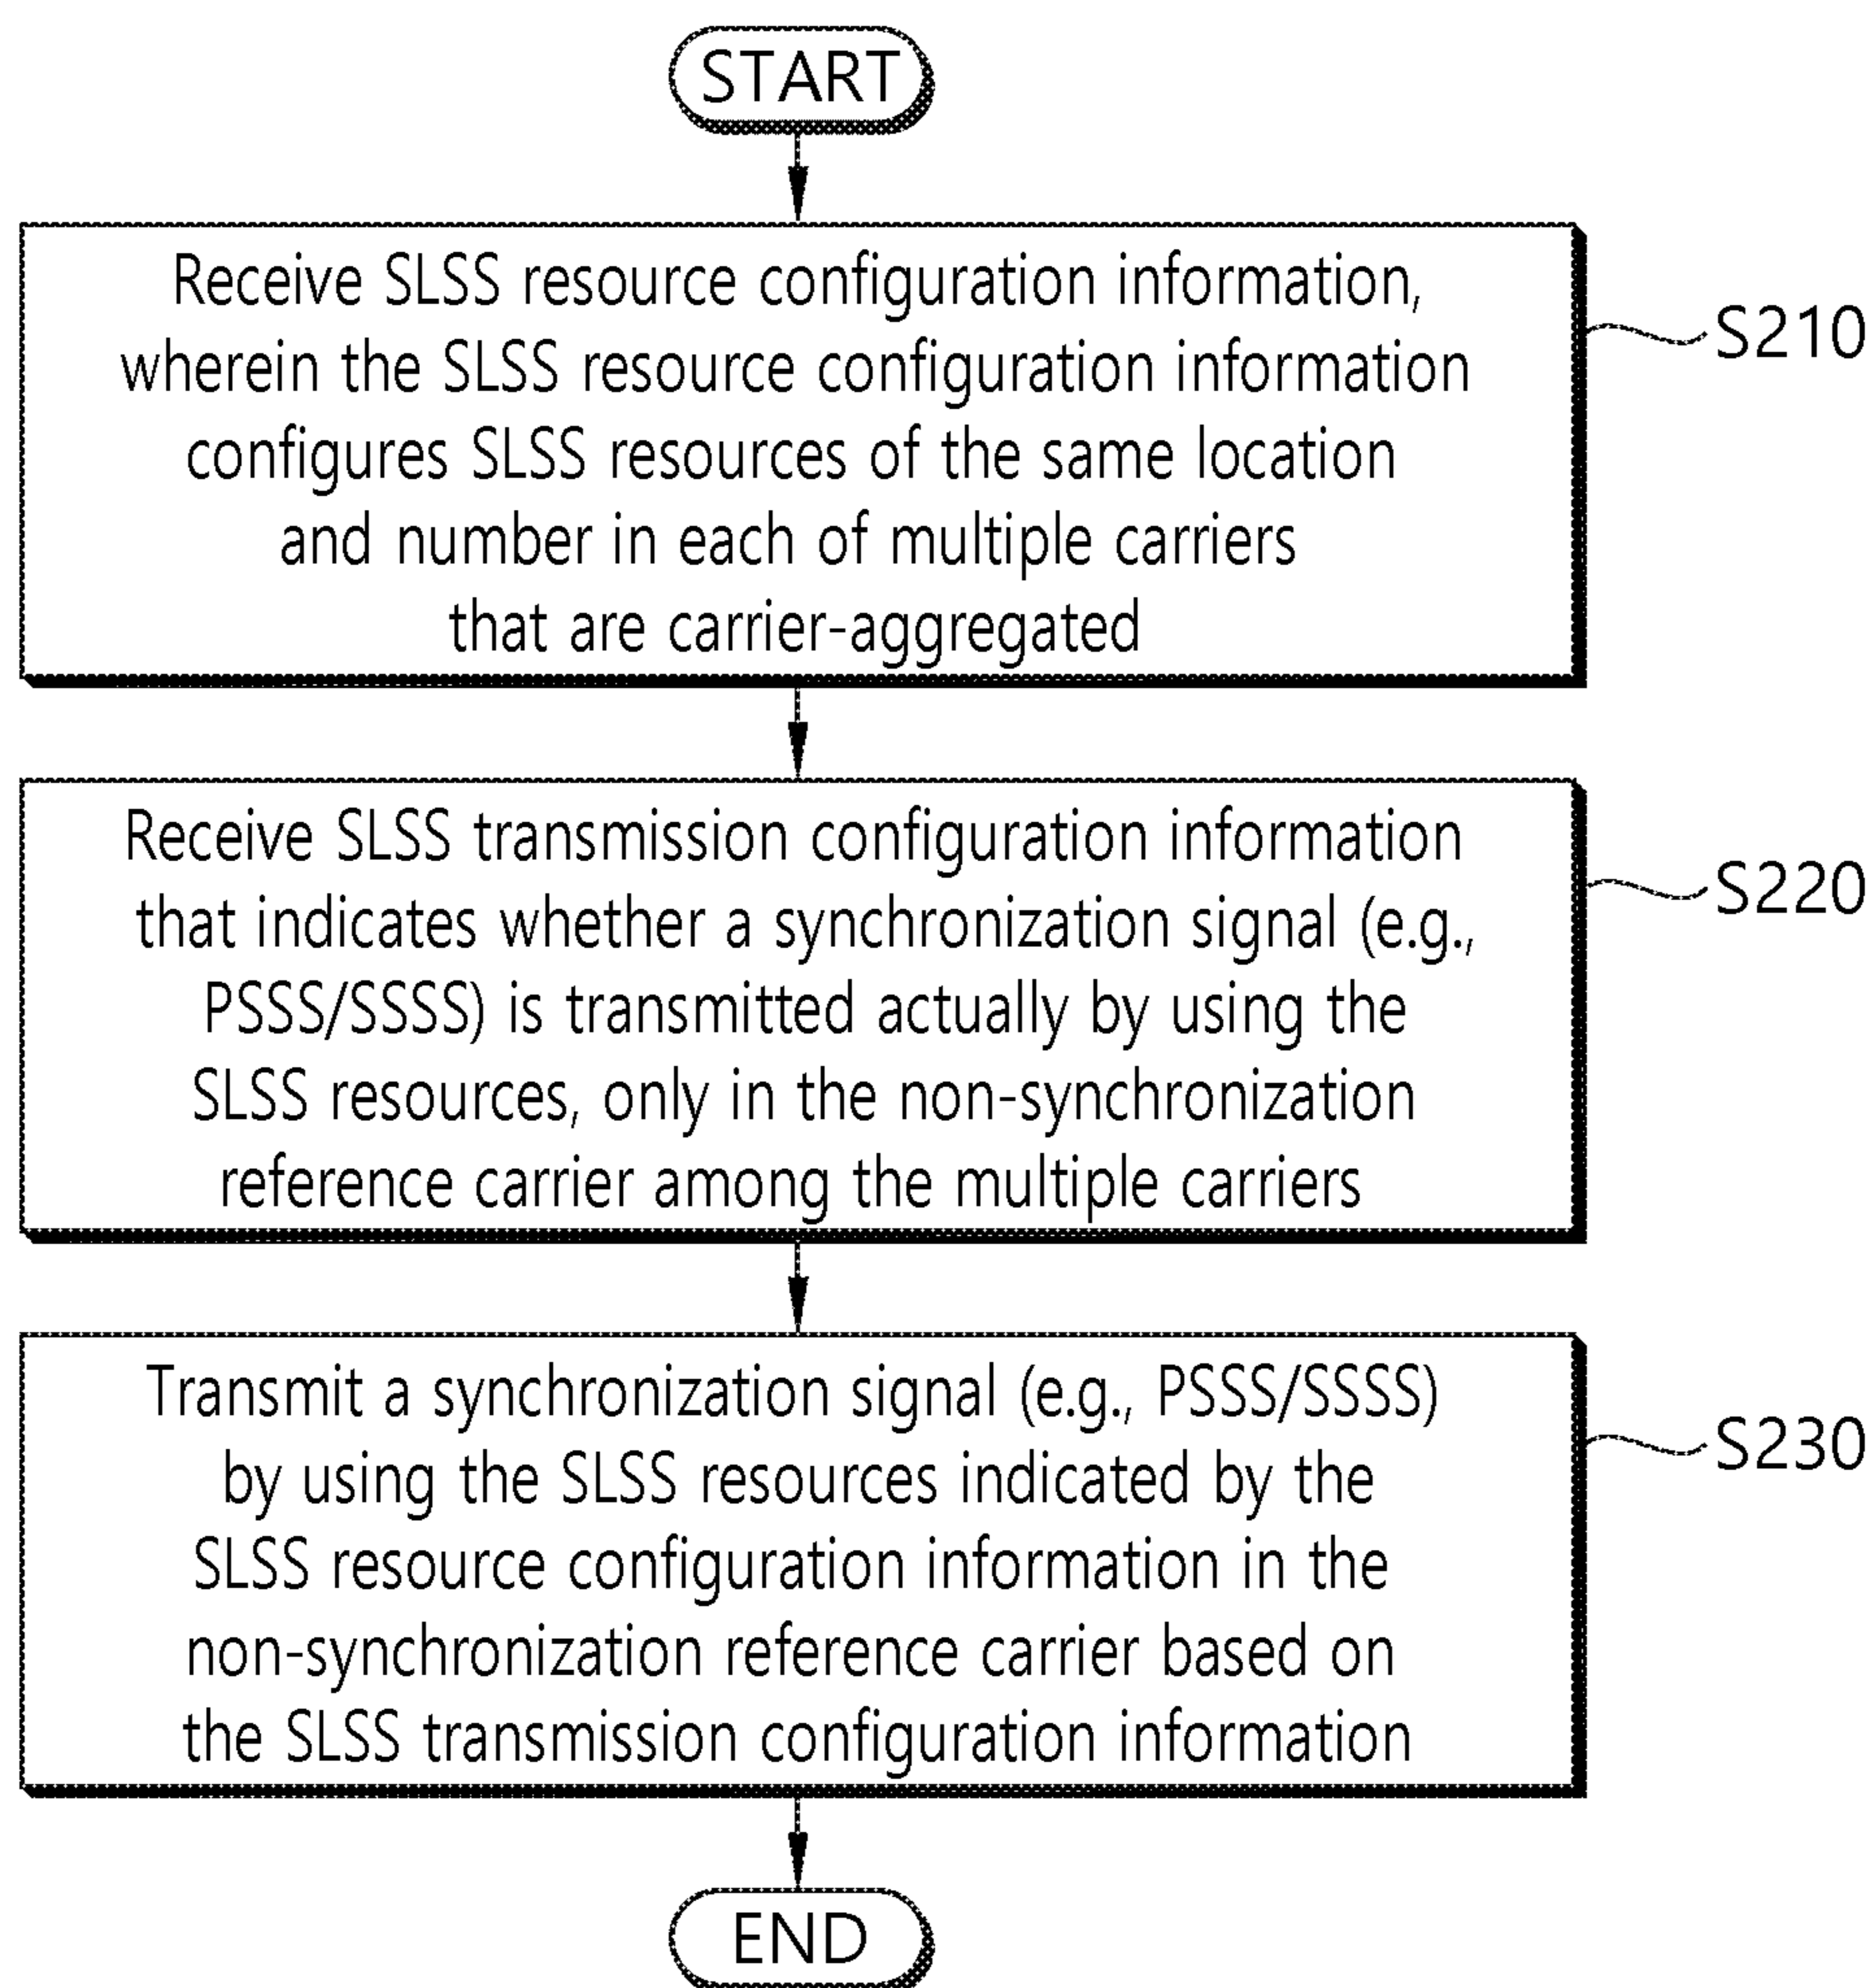 START
Receive SLSS resource configuration information,
wherein the SLSS resource configuration information
configures SLSS resources of the same location
and number in each of multiple carriers
that are carrier-aggregated
S210
Receive SLSS transmission configuration information
that indicates whether a synchronization signal (e.g.,
PSSS/SSSS) is transmitted actually by using the
SLSS resources, only in the non-synchronization
reference carrier among the multiple carriers
S220
Transmit a synchronization signal (e.g., PSSS/SSSS)
by using the SLSS resources indicated by the
SLSS resource configuration information in the
non-synchronization reference carrier based on
the SLSS transmission configuration information
S230
END